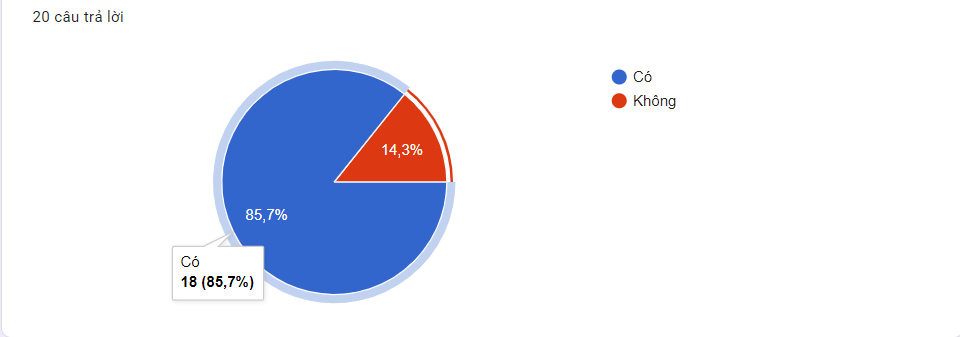 20 câu trả lời
Có
Không
14,3%
85,7%
Có
18 (85,7%)